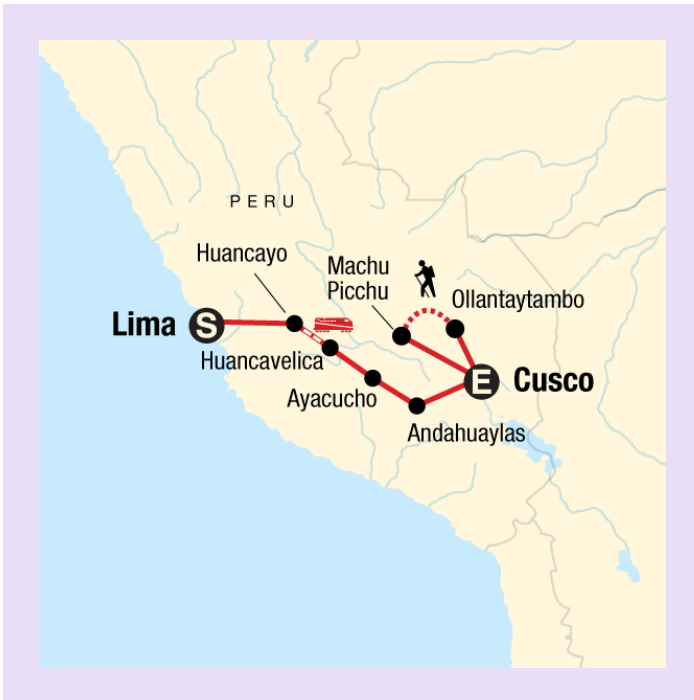 PERU
Huancayo
Machu
Picchu
Ollantaytambo
Lima
S
Huancavelica
E
Cusco
Ayacucho
Andahuaylas